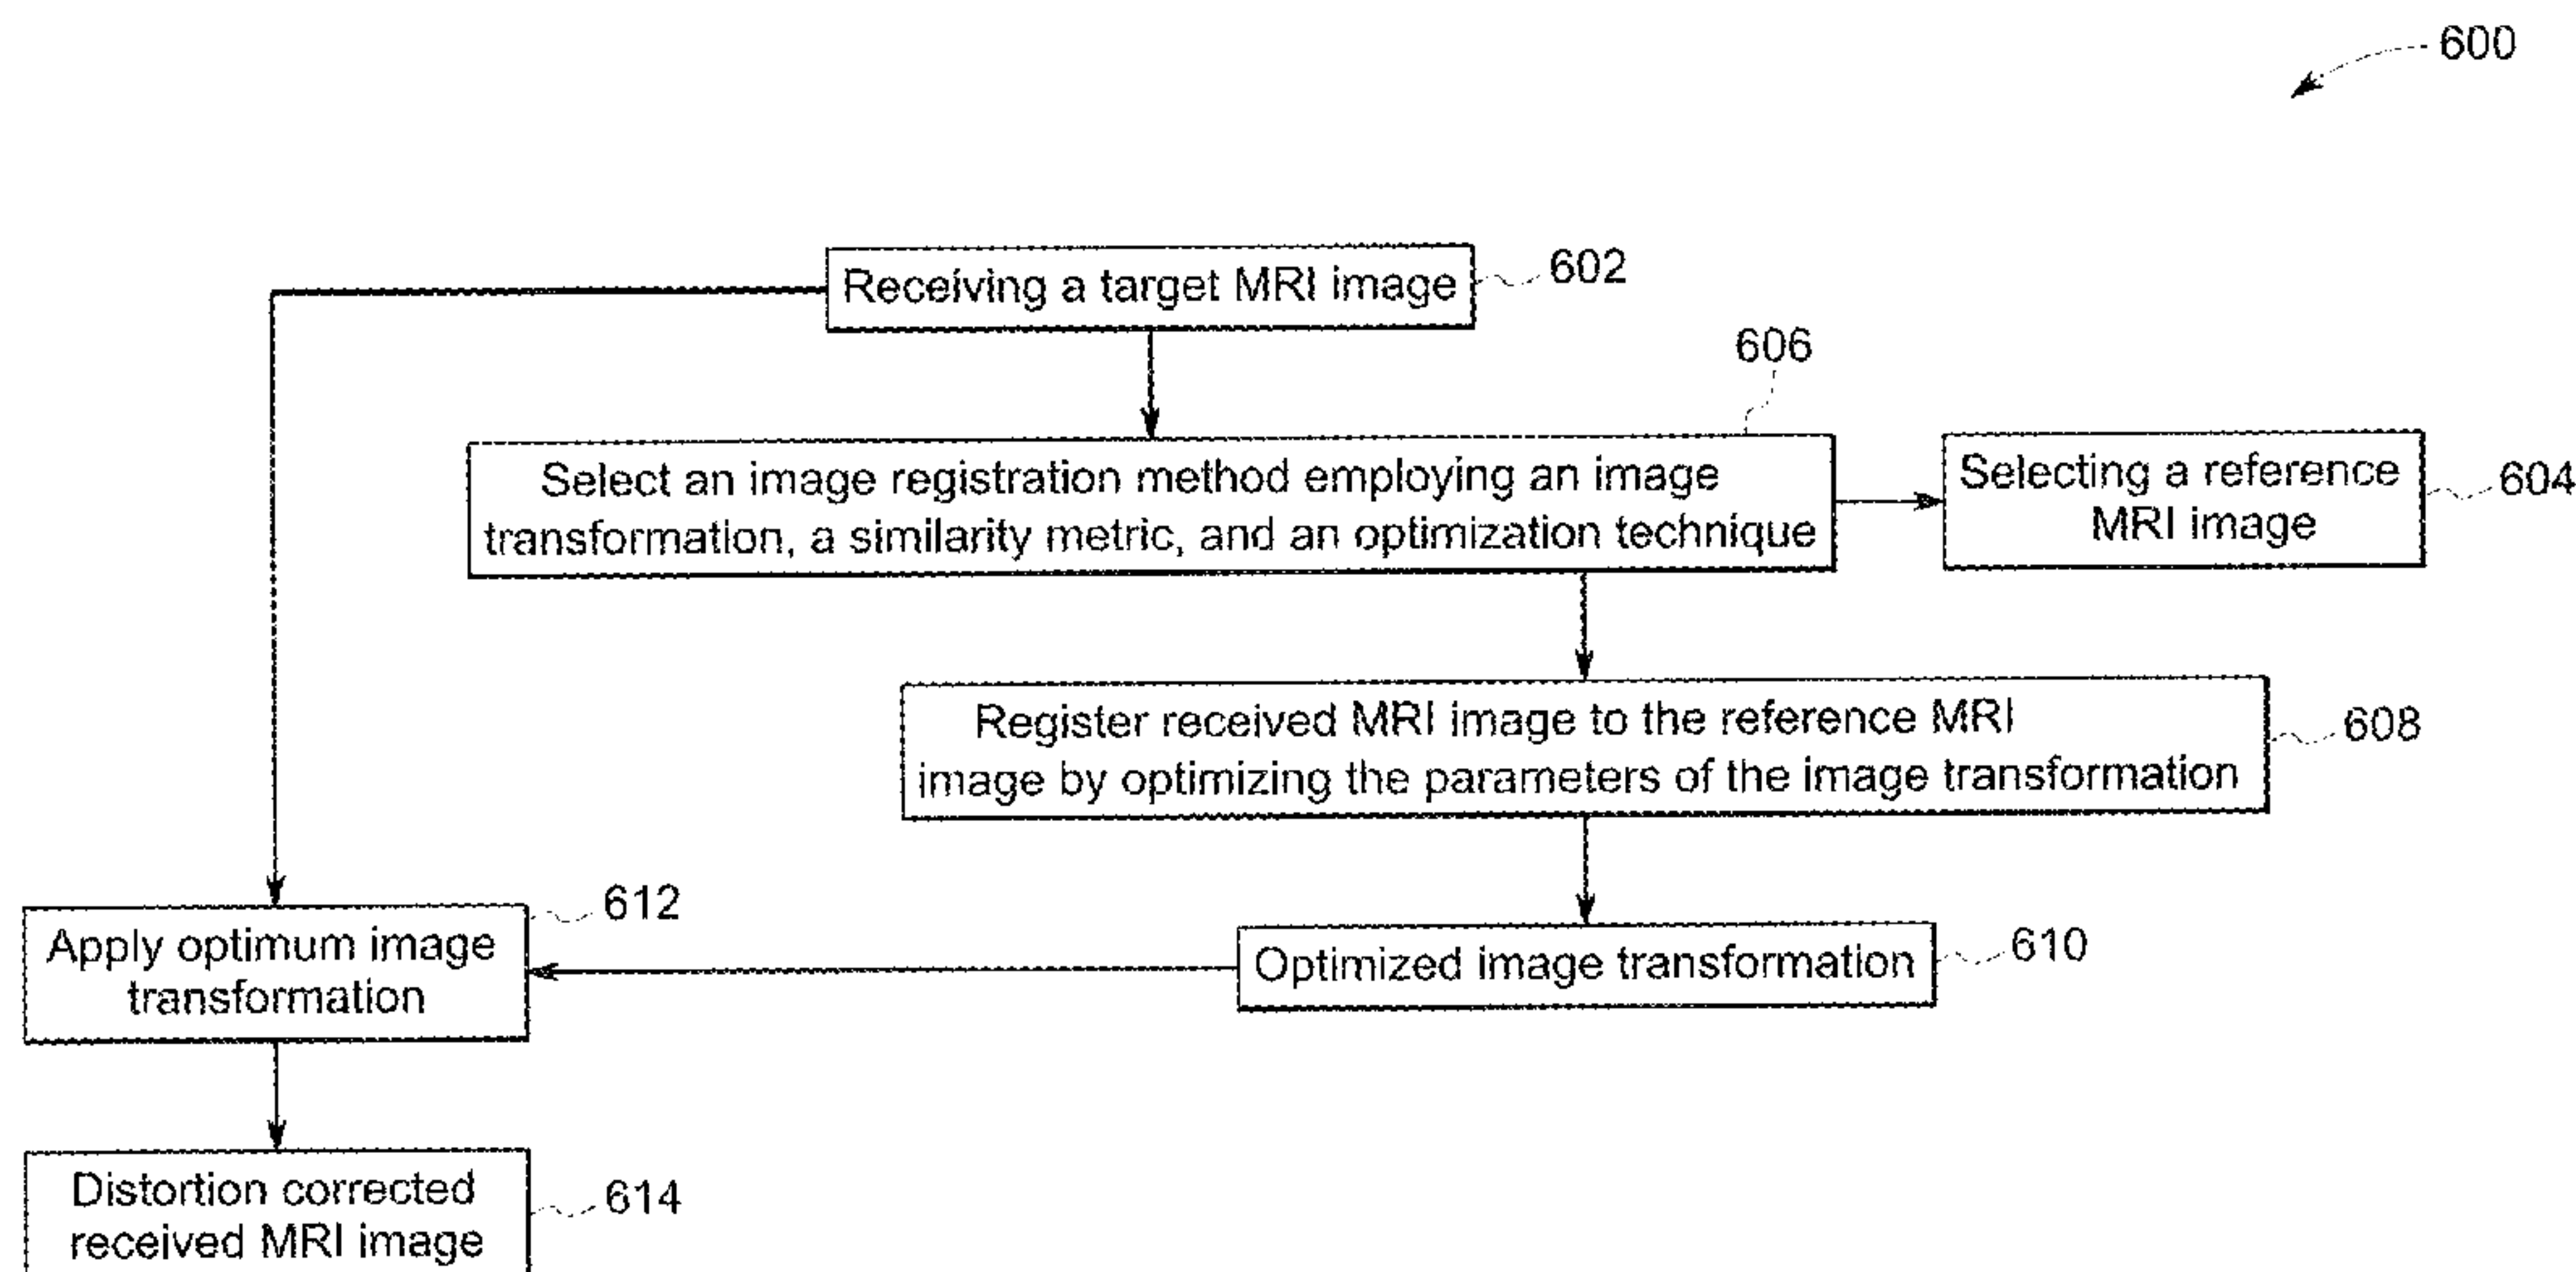 600
Receiving a target MRI image
602
606
Select an image registration method employing an image
transformation, a similarity metric, and an optimization technique
Selecting a reference
MRI image
604
Register received MRI image to the reference MRI
image by optimizing the parameters of the image transformation
608
612
Apply optimum image
transformation
Optimized image transformation
610
Distortion corrected
received MRI image
614